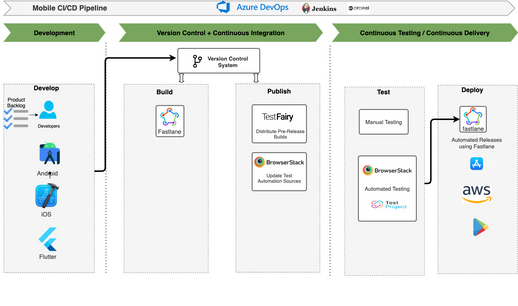 Mobile CI/CD Pipeline
Azure DevOps
Jenkins
Development
Version Control + Continuous Integration
Continuous Testing / Continuous Delivery
Version Control
System
Develop
Product
Backlog
Developers
Android
iOS
Flutter
Build
Fastlane
Publish
TestFairy
Distribute Pre-Release
Builds
BrowserStack
Update Test
Automation Sources
Test
Manual Testing
BrowserStack
Automated Testing
Test
Project
Deploy
fastlane
Automated Releases
using Fastlane
aws